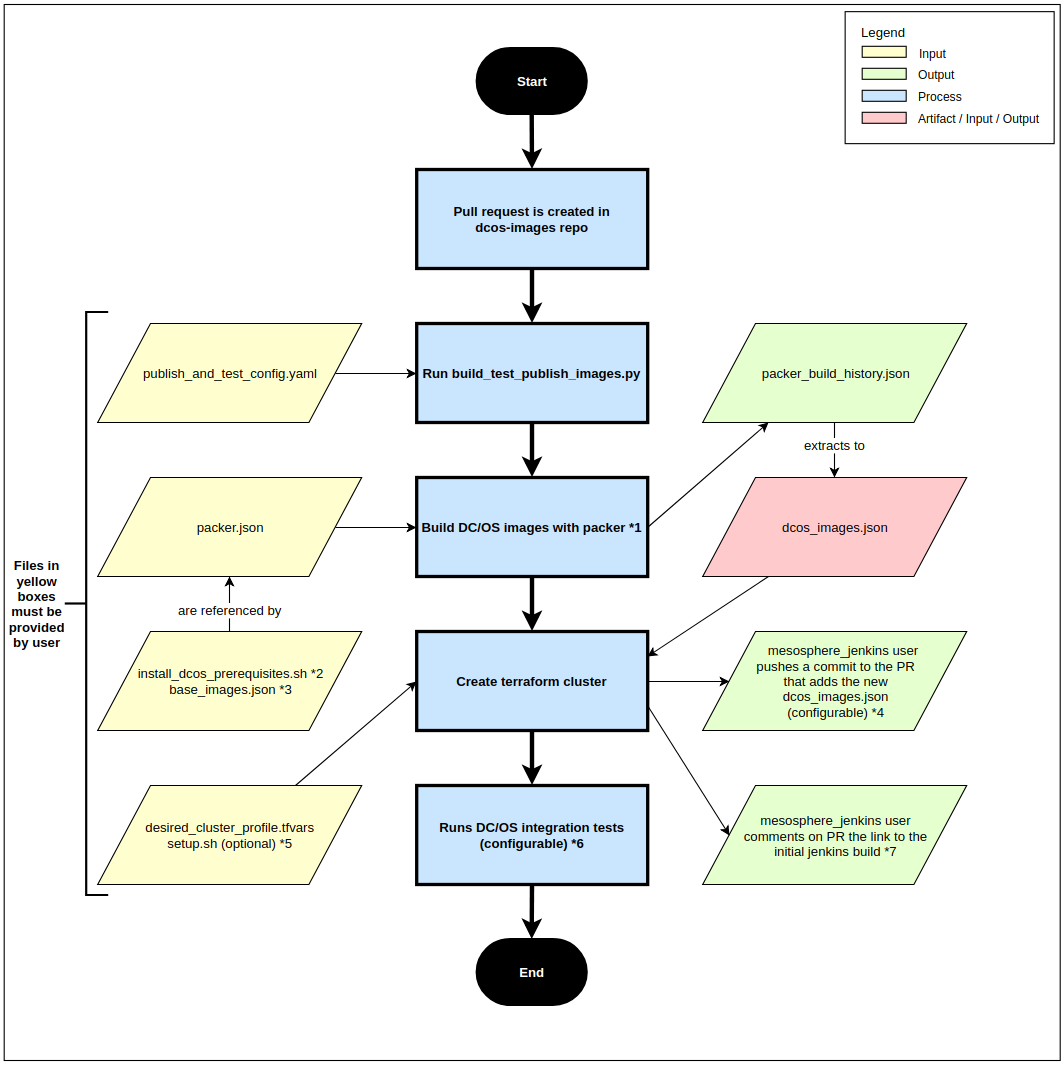 Legend
Input
Output
Process
Artifact / Input / Output
Start
Pull request is created in
dcos-images repo
publish_and_test_config.yaml
Run build_test_publish_images.py
packer_build_history.json
extracts to
packer.json
Build DC/OS images with packer *1
dcos_images.json
Files in
yellow
boxes
must be
provided
by user
are referenced by
install_dcos_prerequisites.sh *2
base_images.json *3
Create terraform cluster
mesosphere_jenkins user
pushes a commit to the PR
that adds the new
dcos_images.json
(configurable) *4
desired_cluster_profile.tfvars
setup.sh (optional) *5
Runs DC/OS integration tests
(configurable) *6
mesosphere_jenkins user
comments on PR the link to the
initial jenkins build *7
End